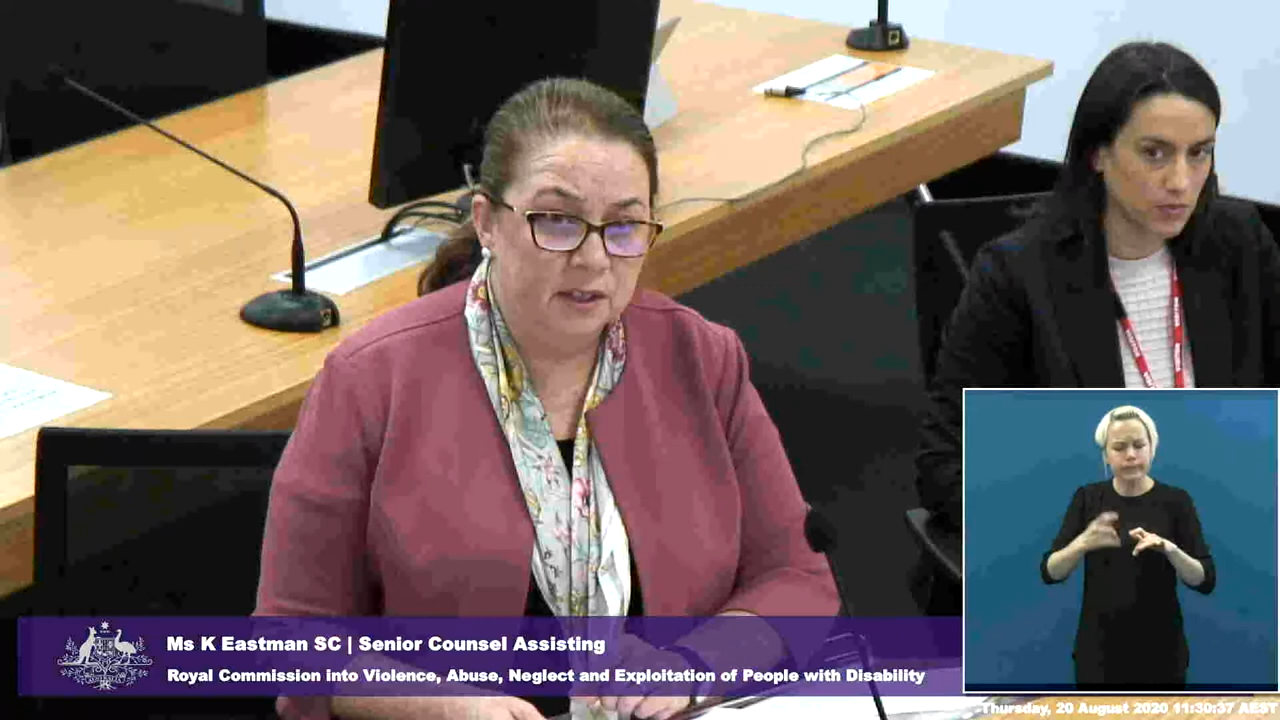 Ms K Eastman SC | Senior Counsel Assisting
Royal Commission into Violence, Abuse, Neglect and Exploitation of People with Disability
Thursday, 20 August 2020 11:30:37 AEST